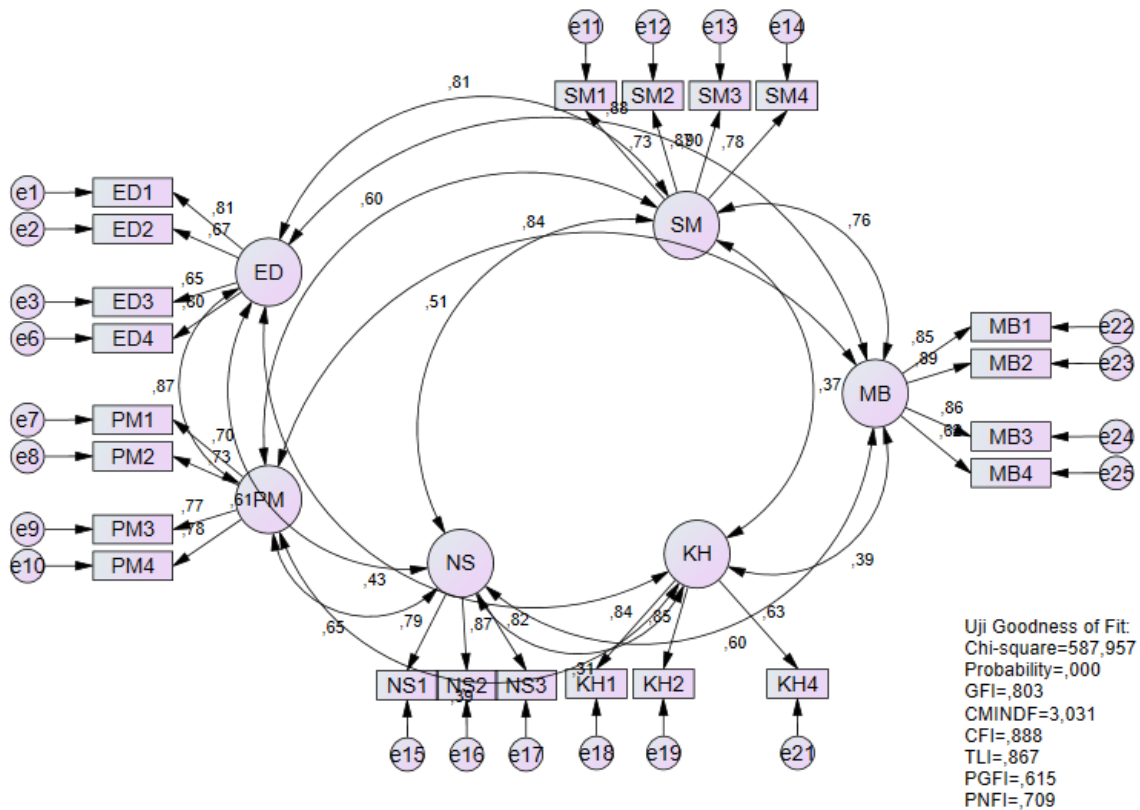 e11
e12
e13
e14
SM1
SM2
SM3
SM4
,81
,88
,73
,90
,78
e1
ED1
e2
ED2
,81
,67
,60
,84
SM
,76
ED
e3
ED3
,65
e6
ED4
,80
,51
MB1
e22
,85
MB2
e23
,89
,87
,37
MB
e7
PM1
,86
MB3
e24
e8
PM2
,70
,73
MB4
e25
,61
PM
e9
PM3
,77
e10
PM4
,78
NS
KH
,43
,39
,65
,79
,87
,82
,84
,85
,63
,60
,31
NS1
NS2
NS3
KH1
KH2
KH4
,39
e15
e16
e17
e18
e19
e21
Uji Goodness of Fit:
Chi-square=587,957
Probability=,000
GFI=,803
CMINDF=3,031
CFI=,888
TLI=,867
PGFI=,615
PNFI=,709